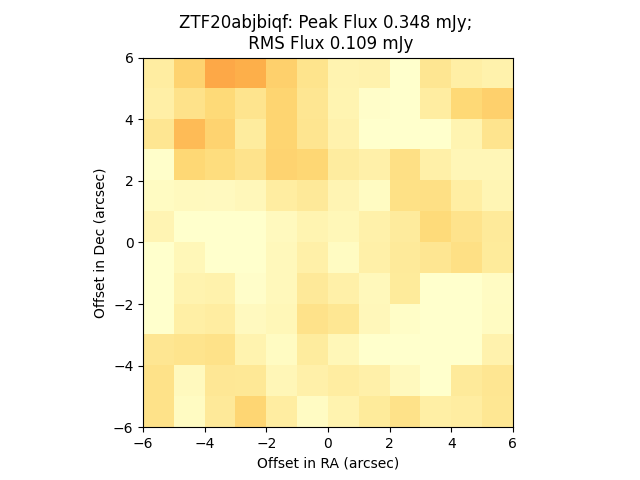 ZTF20abjbiqf: Peak Flux 0.348 mJy;
RMS Flux 0.109 mJy
6
4
2
0
−2
−4
−6
Offset in Dec (arcsec)
−6 −4 −2 0 2 4 6
Offset in RA (arcsec)